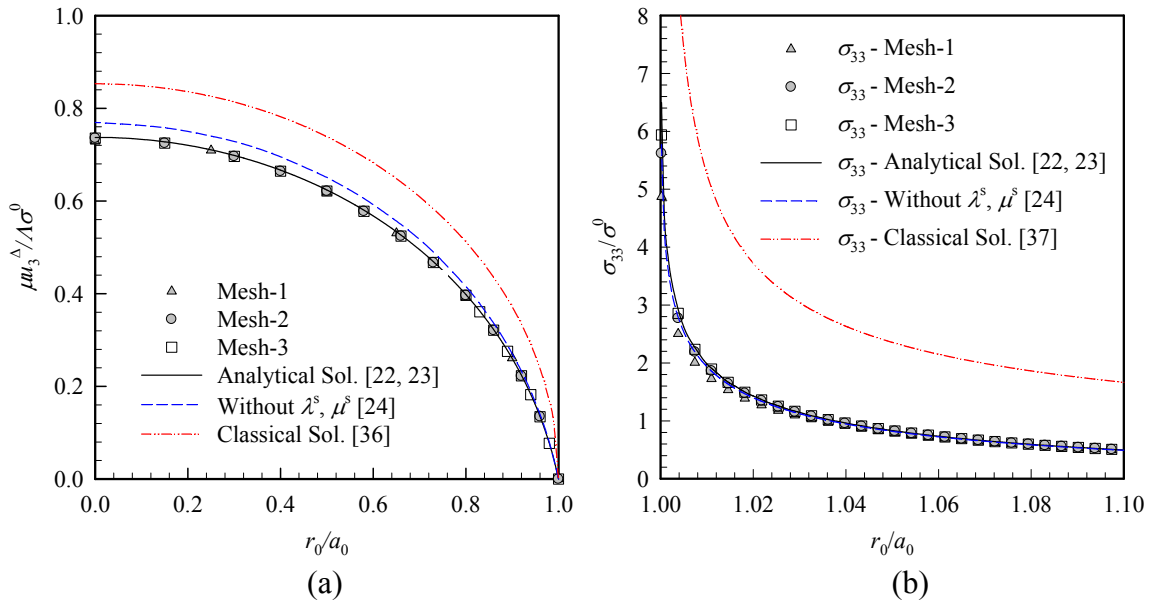 1.0
0.8
0.6
0.4
0.2
0.0
μu₃^Δ/Λσ⁰
Mesh-1
Mesh-2
Mesh-3
Analytical Sol. [22, 23]
Without λˢ, μˢ [24]
Classical Sol. [36]
0.0 0.2 0.4 0.6 0.8 1.0
r₀/a₀
(a)
8
7
6
5
4
3
2
1
0
σ₃₃/σ⁰
σ₃₃ - Mesh-1
σ₃₃ - Mesh-2
σ₃₃ - Mesh-3
σ₃₃ - Analytical Sol. [22, 23]
σ₃₃ - Without λˢ, μˢ [24]
σ₃₃ - Classical Sol. [37]
1.00 1.02 1.04 1.06 1.08 1.10
r₀/a₀
(b)